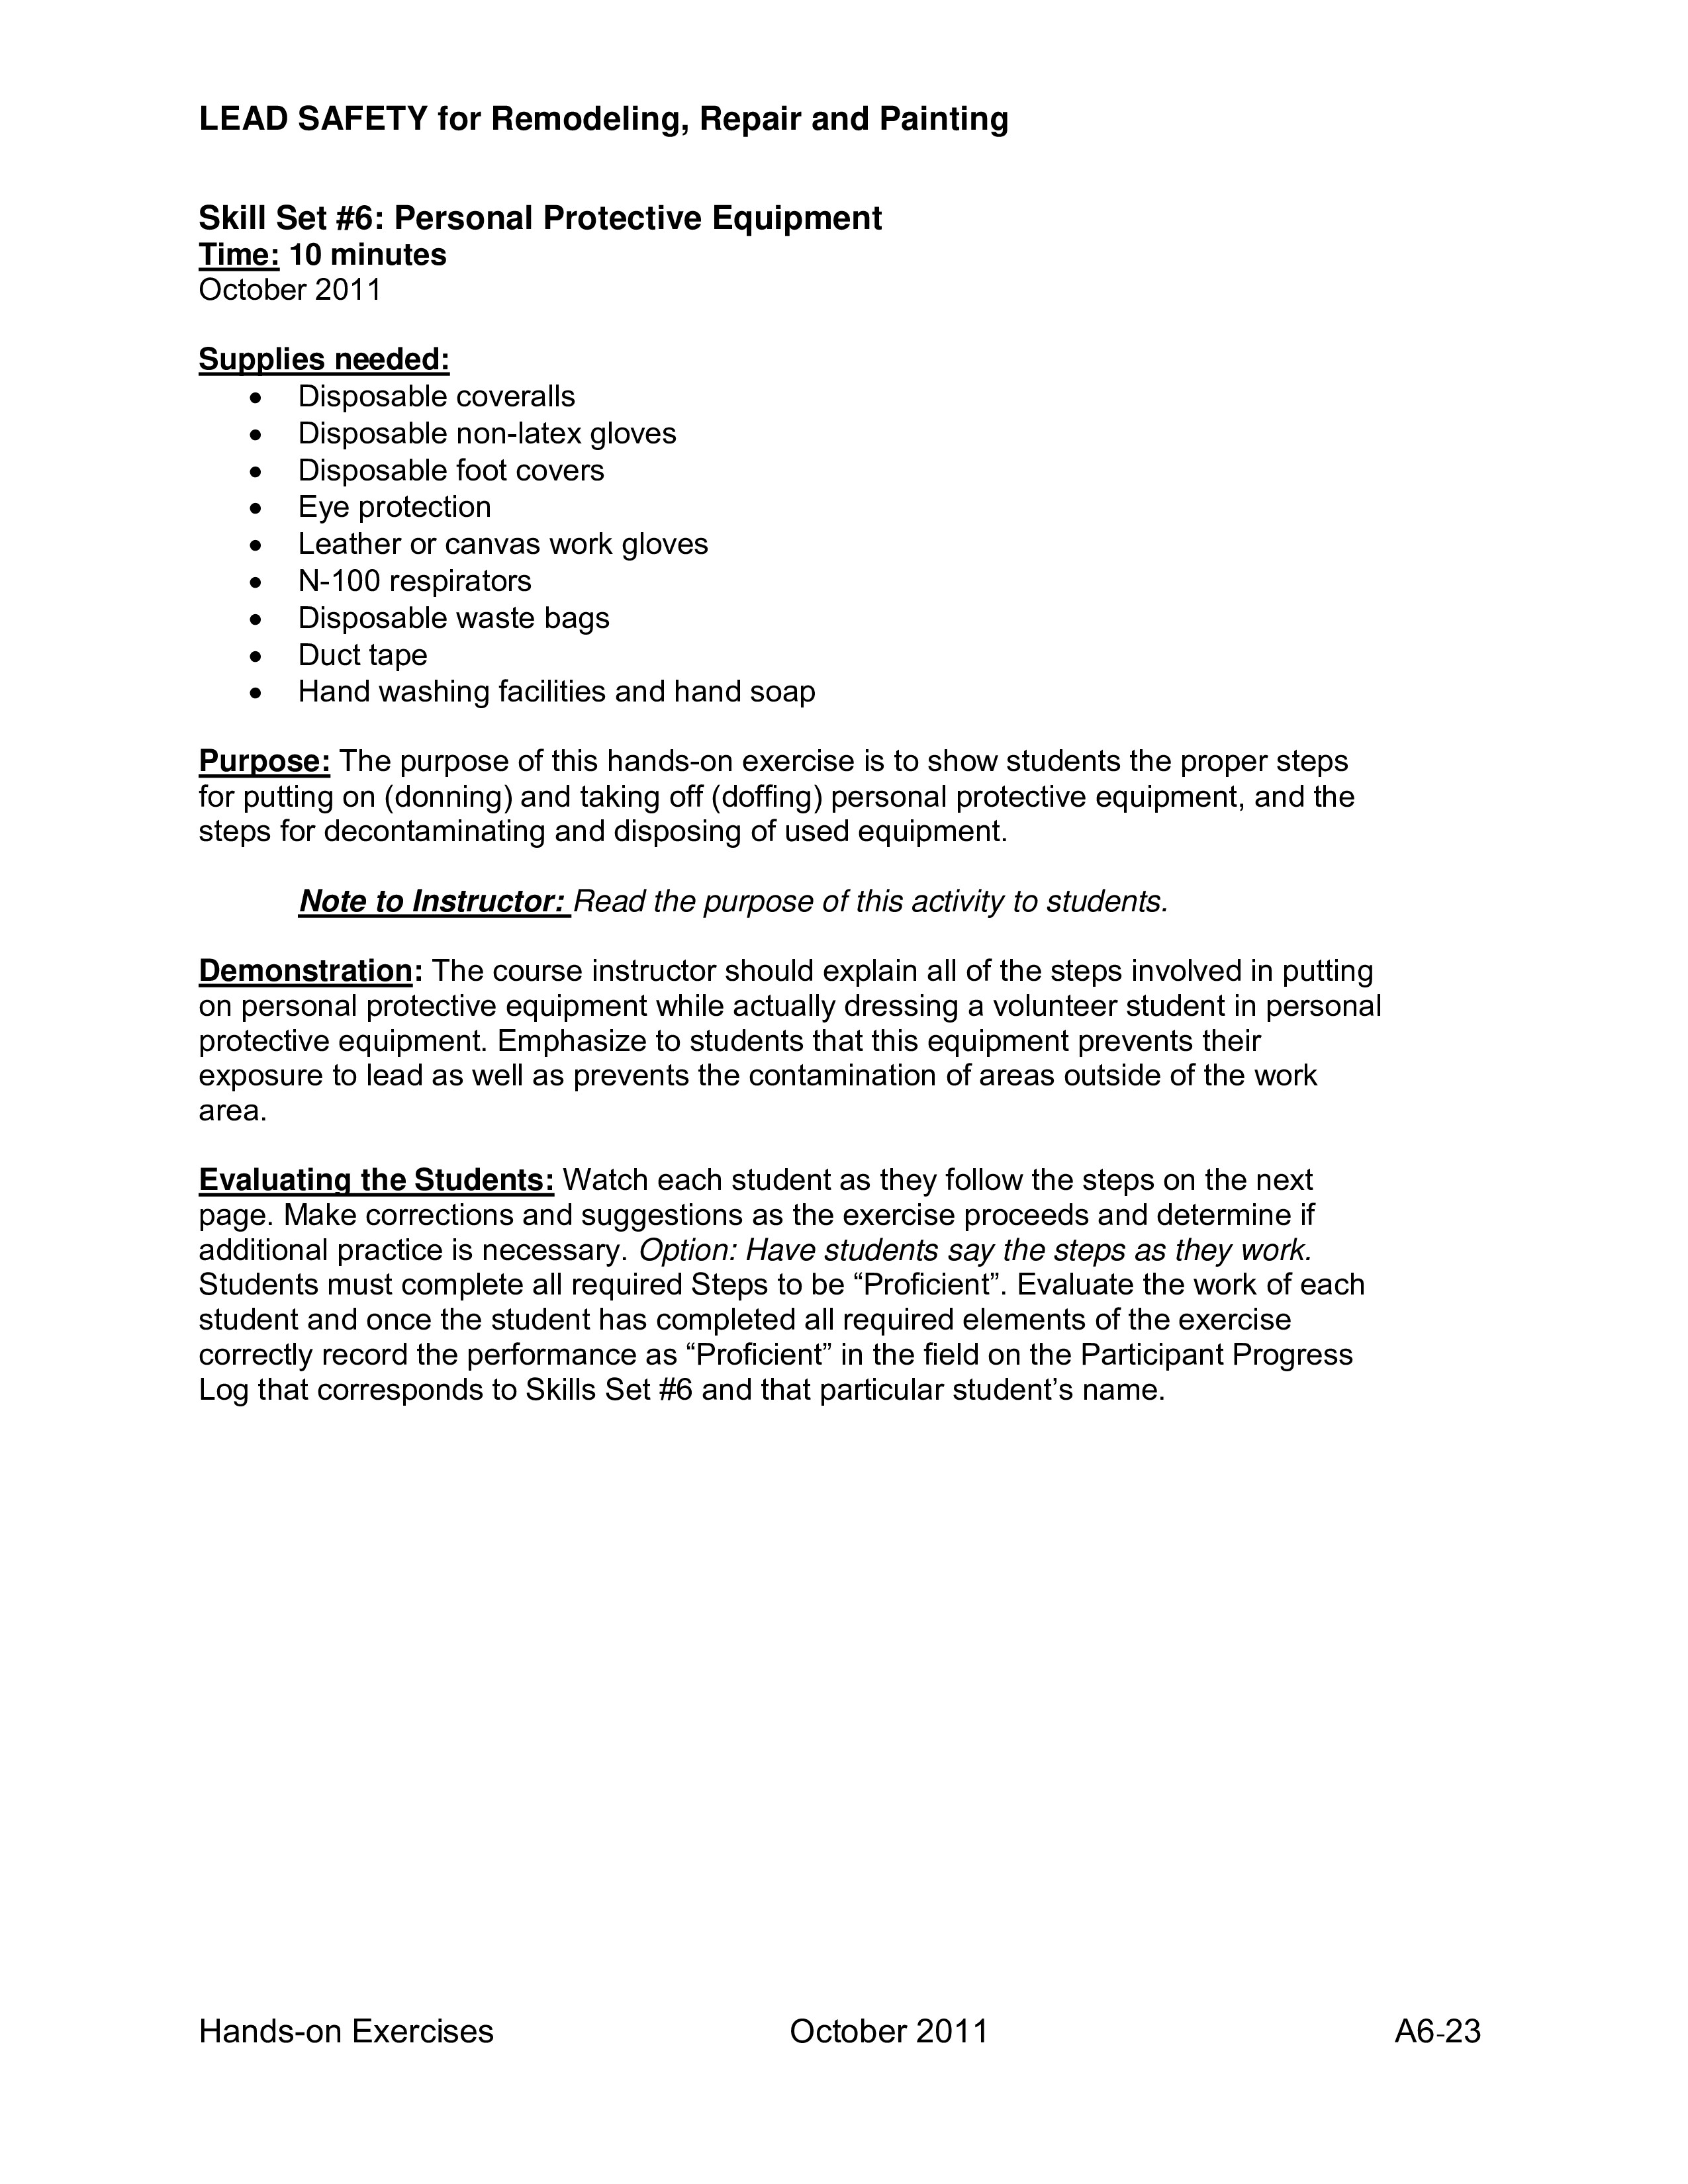 LEAD SAFETY for Remodeling, Repair and Painting
Skill Set #6: Personal Protective Equipment
Time: 10 minutes
October 2011
Supplies needed:
• Disposable coveralls
• Disposable non-latex gloves
• Disposable foot covers
• Eye protection
• Leather or canvas work gloves
• N-100 respirators
• Disposable waste bags
• Duct tape
• Hand washing facilities and hand soap
Purpose: The purpose of this hands-on exercise is to show students the proper steps
for putting on (donning) and taking off (doffing) personal protective equipment, and the
steps for decontaminating and disposing of used equipment.
Note to Instructor: Read the purpose of this activity to students.
Demonstration: The course instructor should explain all of the steps involved in putting
on personal protective equipment while actually dressing a volunteer student in personal
protective equipment. Emphasize to students that this equipment prevents their
exposure to lead as well as prevents the contamination of areas outside of the work
area.
Evaluating the Students: Watch each student as they follow the steps on the next
page. Make corrections and suggestions as the exercise proceeds and determine if
additional practice is necessary. Option: Have students say the steps as they work.
Students must complete all required Steps to be “Proficient”. Evaluate the work of each
student and once the student has completed all required elements of the exercise
correctly record the performance as “Proficient” in the field on the Participant Progress
Log that corresponds to Skills Set #6 and that particular student’s name.
Hands-on Exercises October 2011 A6-23